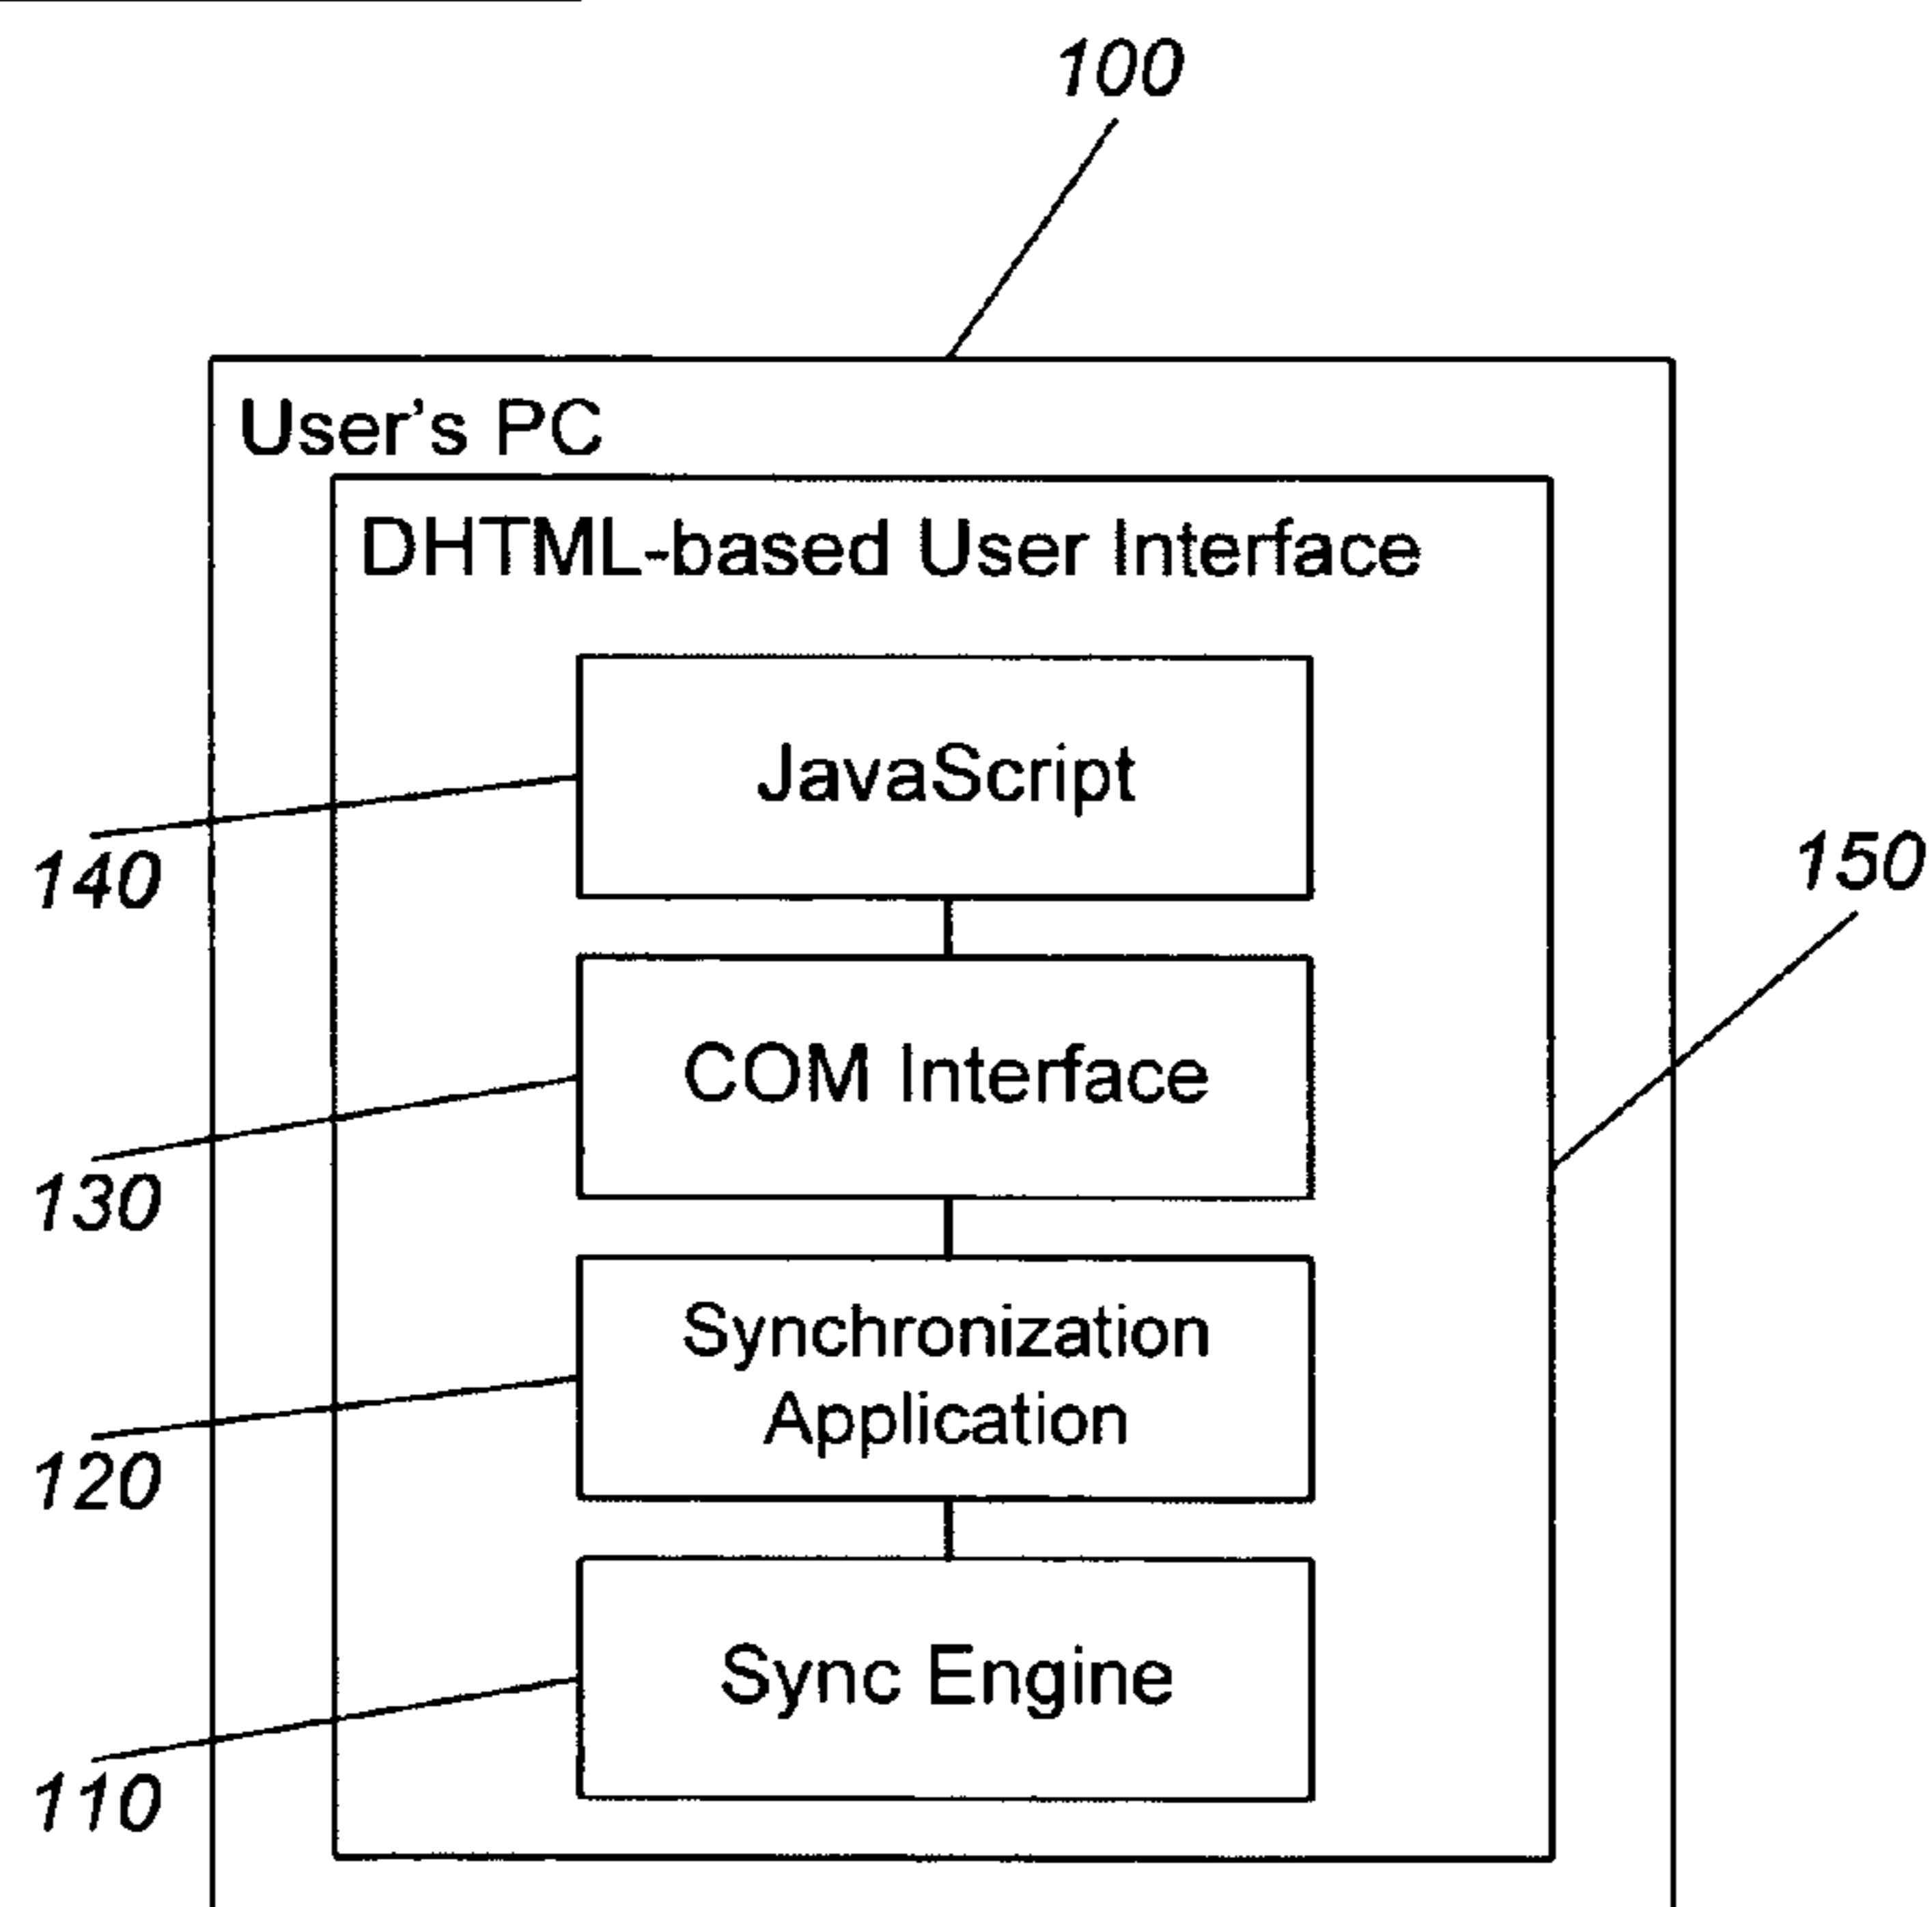 100
User's PC
DHTML-based User Interface
JavaScript
140
150
COM Interface
130
Synchronization
Application
120
Sync Engine
110